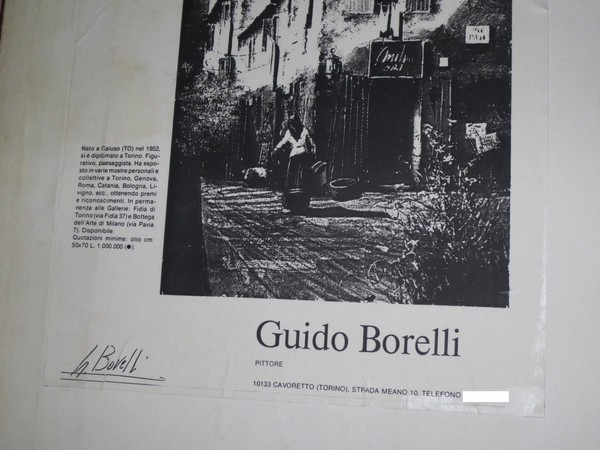 Nato a Caluso (TO) nel 1952,
si è diplomato a Torino. Figu-
rativo, paesaggista. Ha espo-
sto in varie mostre personali e
collettive a Torino, Genova,
Roma, Catania, Bologna, Li-
vigno, ecc., ottenendo premi
e riconoscimenti. In perma-
nenza alle Gallerie: Fidia di
Torino (via Fidia 37) e Bottega
dell'Arte di Milano (via Pavia
7). Disponibile.
Quotazioni minime: olio cm
50x70 L. 1.000.000 (●).
G Borelli
Guido Borelli
PITTORE
10133 CAVORETTO (TORINO), STRADA MEANO 10, TELEFONO